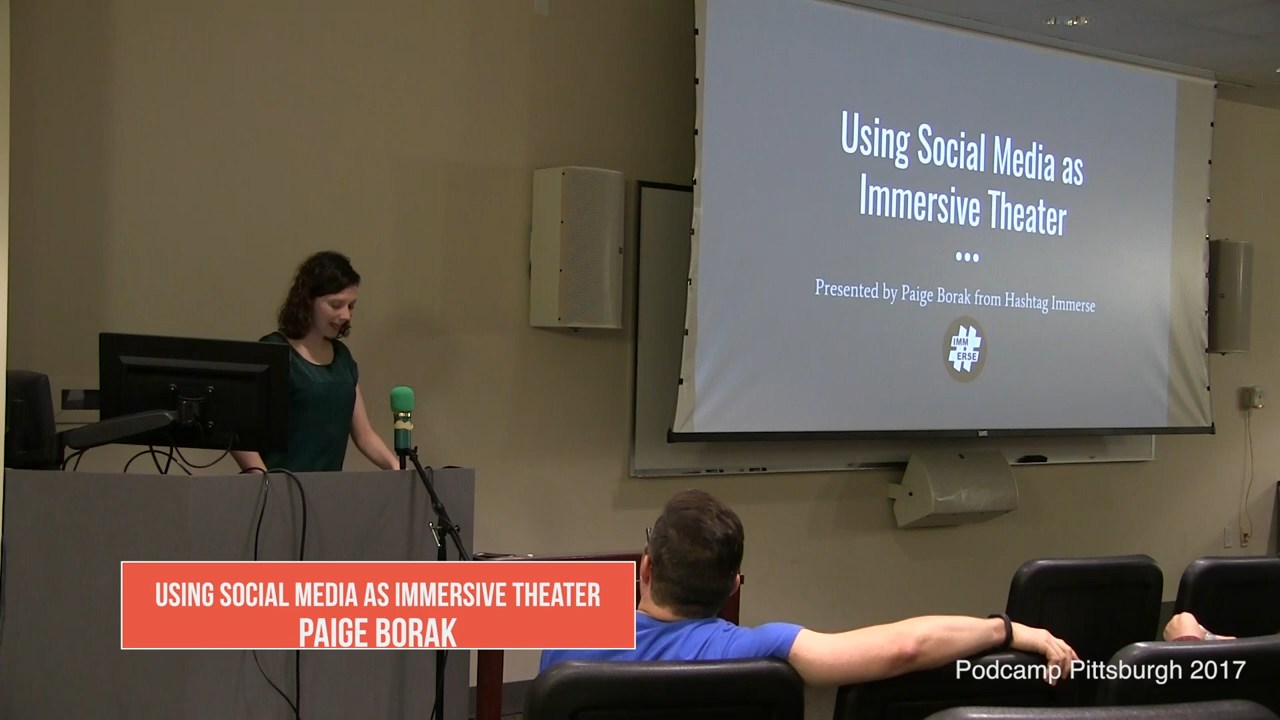 Using Social Media as
Immersive Theater
Presented by Paige Borak from Hashtag Immerse
IMM
ERSE
USING SOCIAL MEDIA AS IMMERSIVE THEATER
PAIGE BORAK
Podcamp Pittsburgh 2017